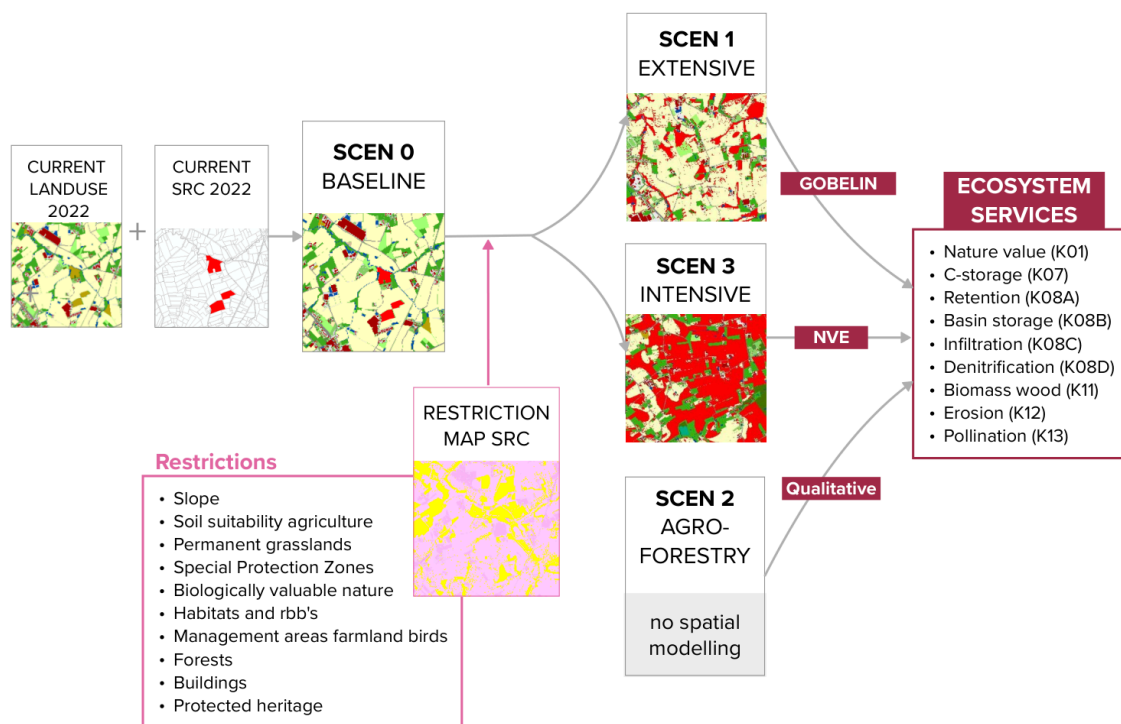 CURRENT
LANDUSE
2022
+
CURRENT
SRC 2022
SCEN 0
BASELINE
SCEN 1
EXTENSIVE
SCEN 3
INTENSIVE
GOBELIN
NVE
Qualitative
ECOSYSTEM
SERVICES
• Nature value (K01)
• C-storage (K07)
• Retention (K08A)
• Basin storage (K08B)
• Infiltration (K08C)
• Denitrification (K08D)
• Biomass wood (K11)
• Erosion (K12)
• Pollination (K13)
RESTRICTION
MAP SRC
Restrictions
• Slope
• Soil suitability agriculture
• Permanent grasslands
• Special Protection Zones
• Biologically valuable nature
• Habitats and rbb's
• Management areas farmland birds
• Forests
• Buildings
• Protected heritage
SCEN 2
AGRO-
FORESTRY
no spatial
modelling